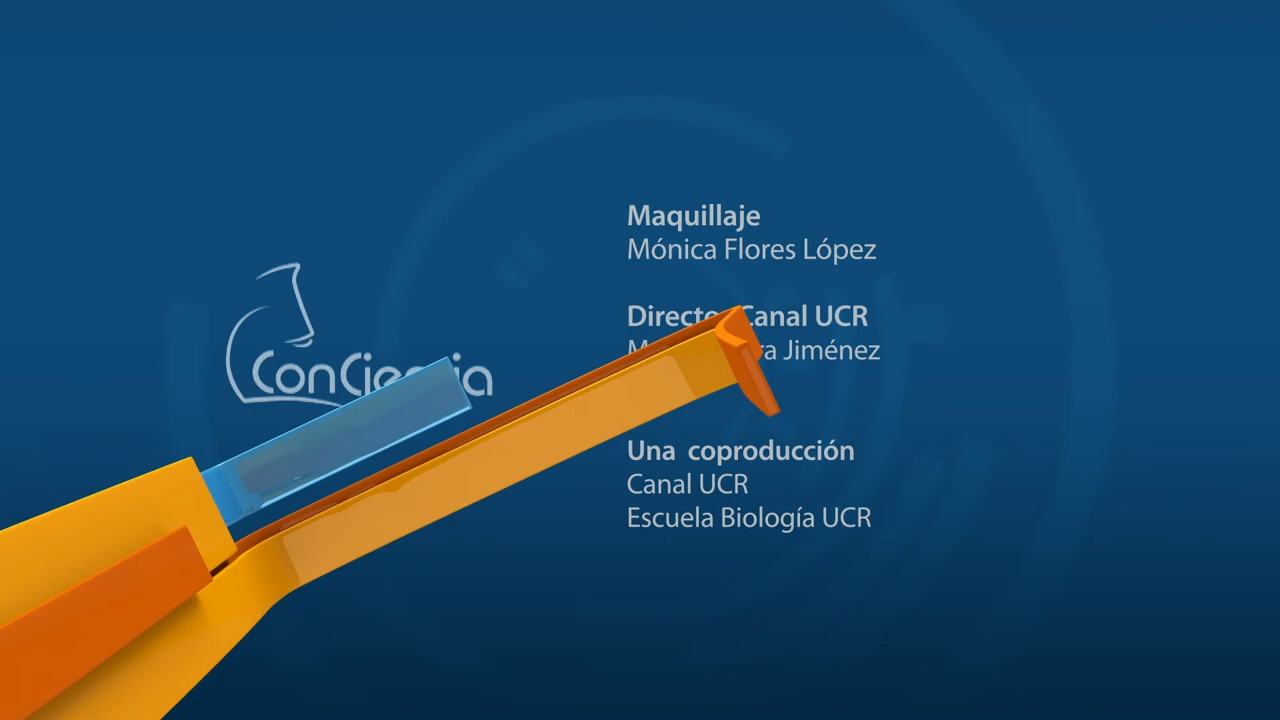 Maquillaje
Mónica Flores López
Canal UCR
Jiménez
Una coproducción
Canal UCR
Escuela Biología UCR